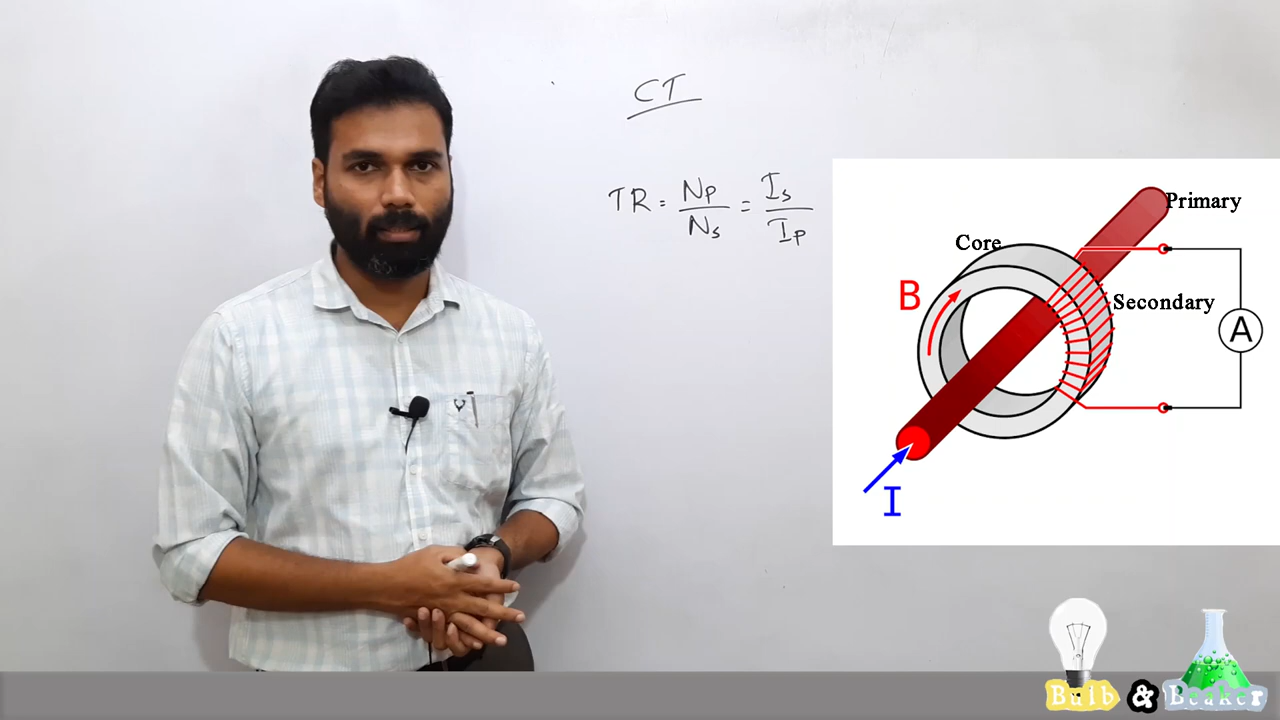 CT
TR = Np/Ns = Is/Ip
Primary
Core
B
Secondary
A
I
Bulb & Beaker